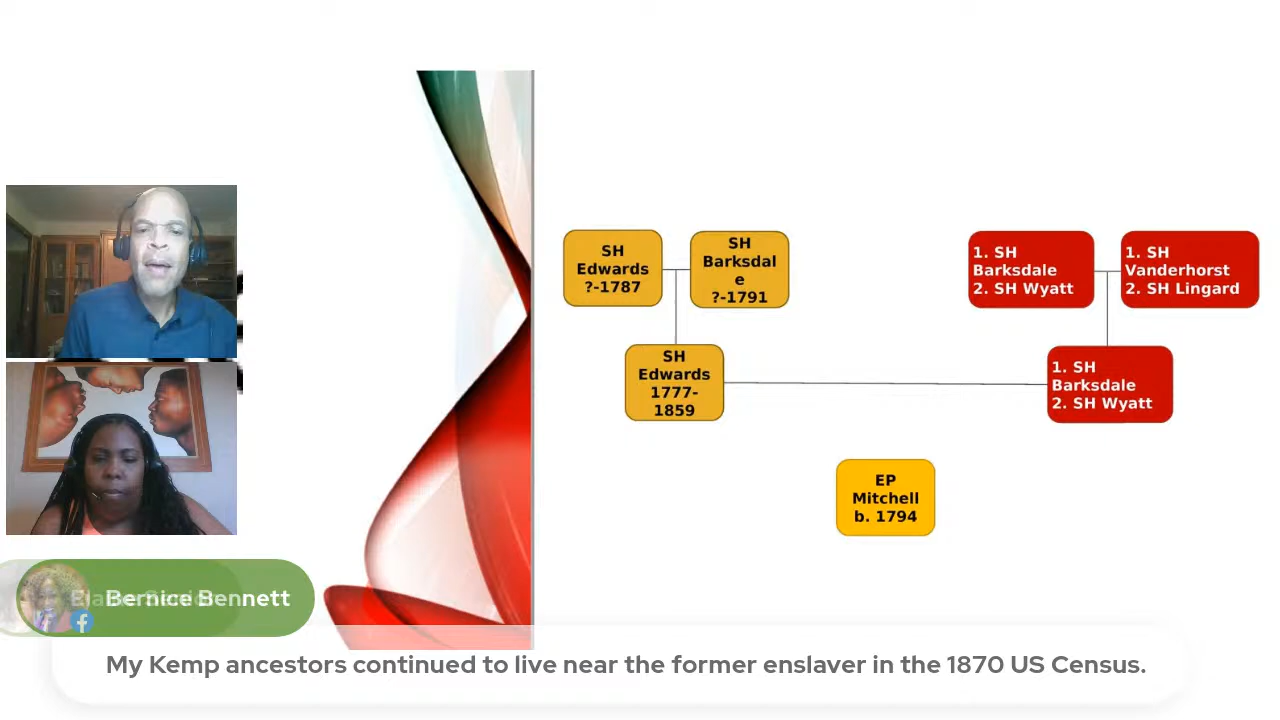 SH
Edwards
?-1787
SH
Barksdal
e
?-1791
1. SH
Barksdale
2. SH Wyatt
1. SH
Vanderhorst
2. SH Lingard
SH
Edwards
1777-
1859
1. SH
Barksdale
2. SH Wyatt
EP
Mitchell
b. 1794
Bernice Bennett
My Kemp ancestors continued to live near the former enslaver in the 1870 US Census.